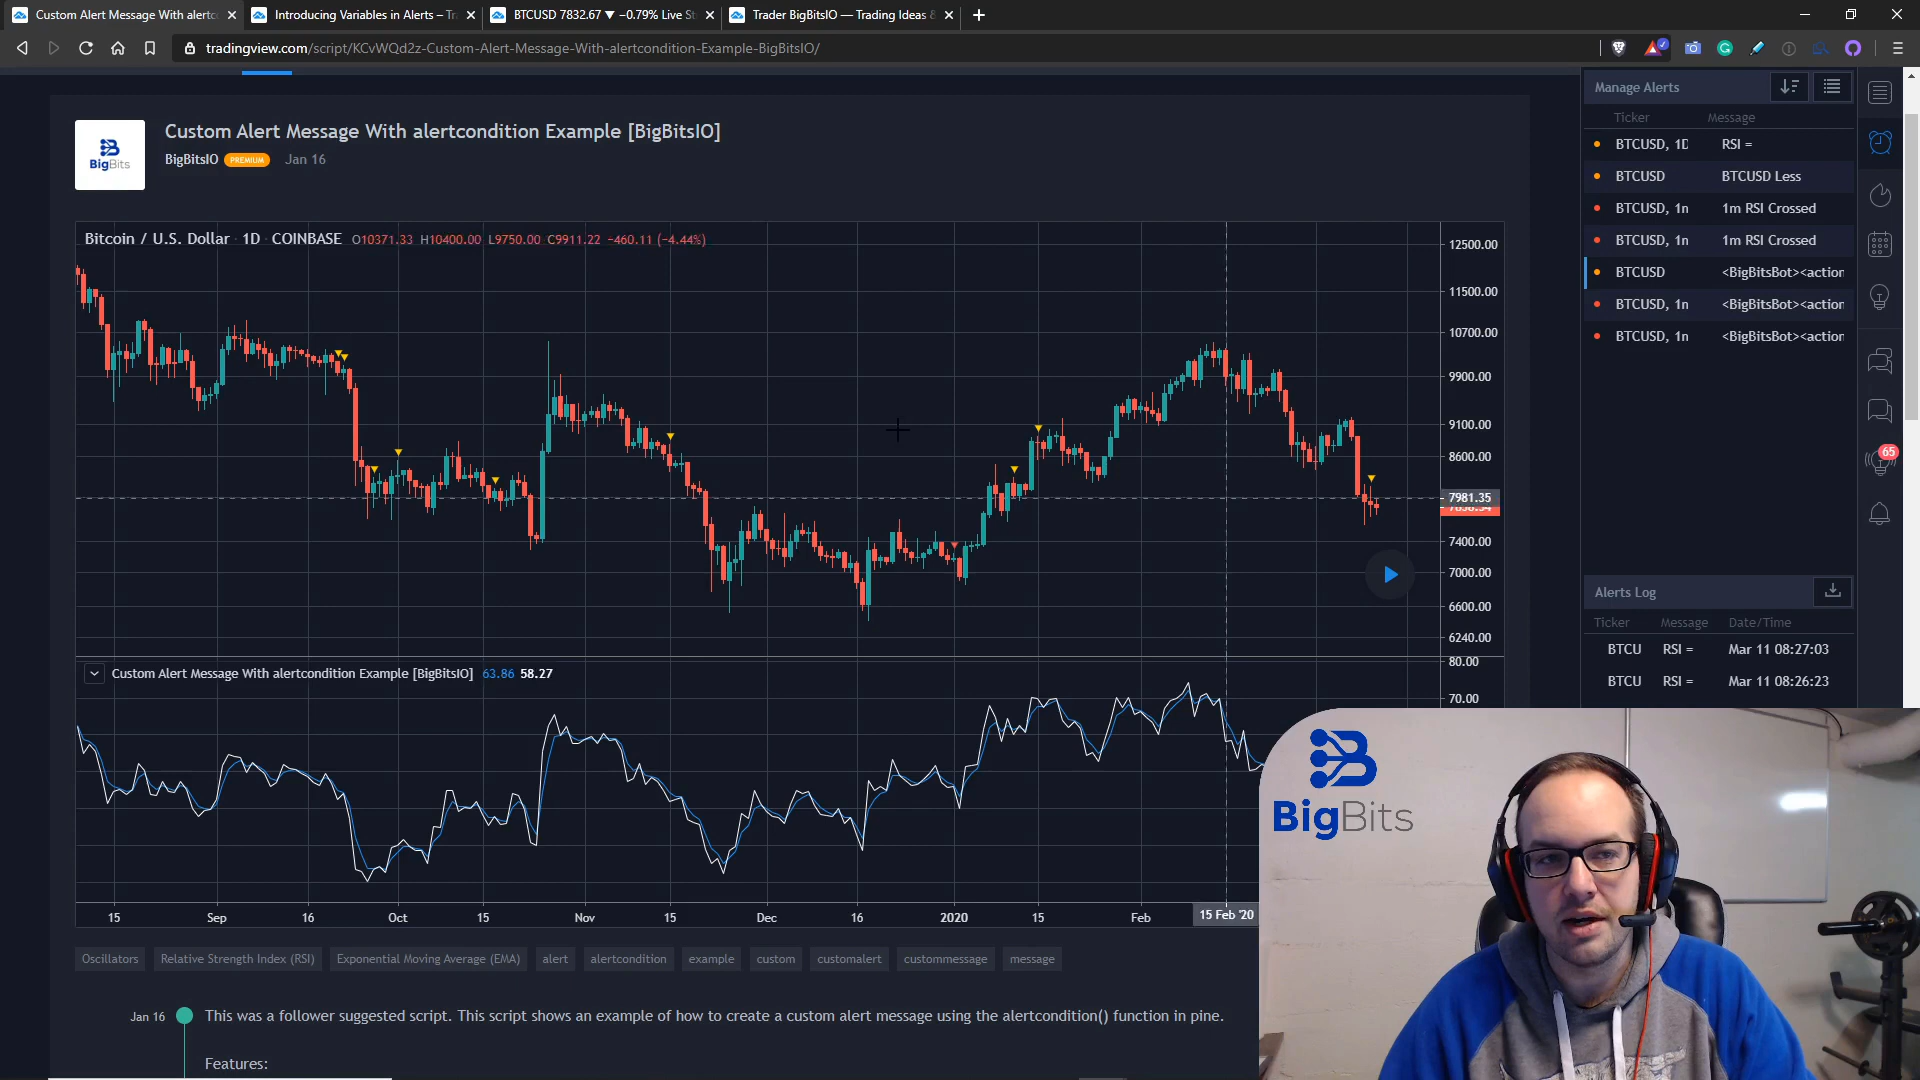 Custom Alert Message With alertc
Introducing Variables in Alerts – Tr
BTCUSD 7832.67 ▼ −0.79% Live St
Trader BigBitsIO — Trading Ideas &
tradingview.com/script/KCvWQd2z-Custom-Alert-Message-With-alertcondition-Example-BigBitsIO/
Custom Alert Message With alertcondition Example [BigBitsIO]
BigBitsIO PREMIUM Jan 16
BigBits
Bitcoin / U.S. Dollar 1D COINBASE O10371.33 H10400.00 L9750.00 C9911.22 −460.11 (−4.44%)
12500.00
11500.00
10700.00
9900.00
9100.00
8600.00
7981.35
7400.00
7000.00
6600.00
6240.00
Custom Alert Message With alertcondition Example [BigBitsIO] 63.86 58.27
80.00
70.00
15 Sep 16 Oct 15 Nov 15 Dec 16 2020 15 Feb 15 Feb '20
Oscillators Relative Strength Index (RSI) Exponential Moving Average (EMA) alert alertcondition example custom customalert custommessage message
Jan 16 This was a follower suggested script. This script shows an example of how to create a custom alert message using the alertcondition() function in pine.
Features:
Manage Alerts
Ticker Message
BTCUSD, 1D RSI =
BTCUSD BTCUSD Less
BTCUSD, 1n 1m RSI Crossed
BTCUSD, 1n 1m RSI Crossed
BTCUSD <BigBitsBot><action
BTCUSD, 1n <BigBitsBot><action
BTCUSD, 1n <BigBitsBot><action
65
Alerts Log
Ticker Message Date/Time
BTCU RSI = Mar 11 08:27:03
BTCU RSI = Mar 11 08:26:23
BigBits